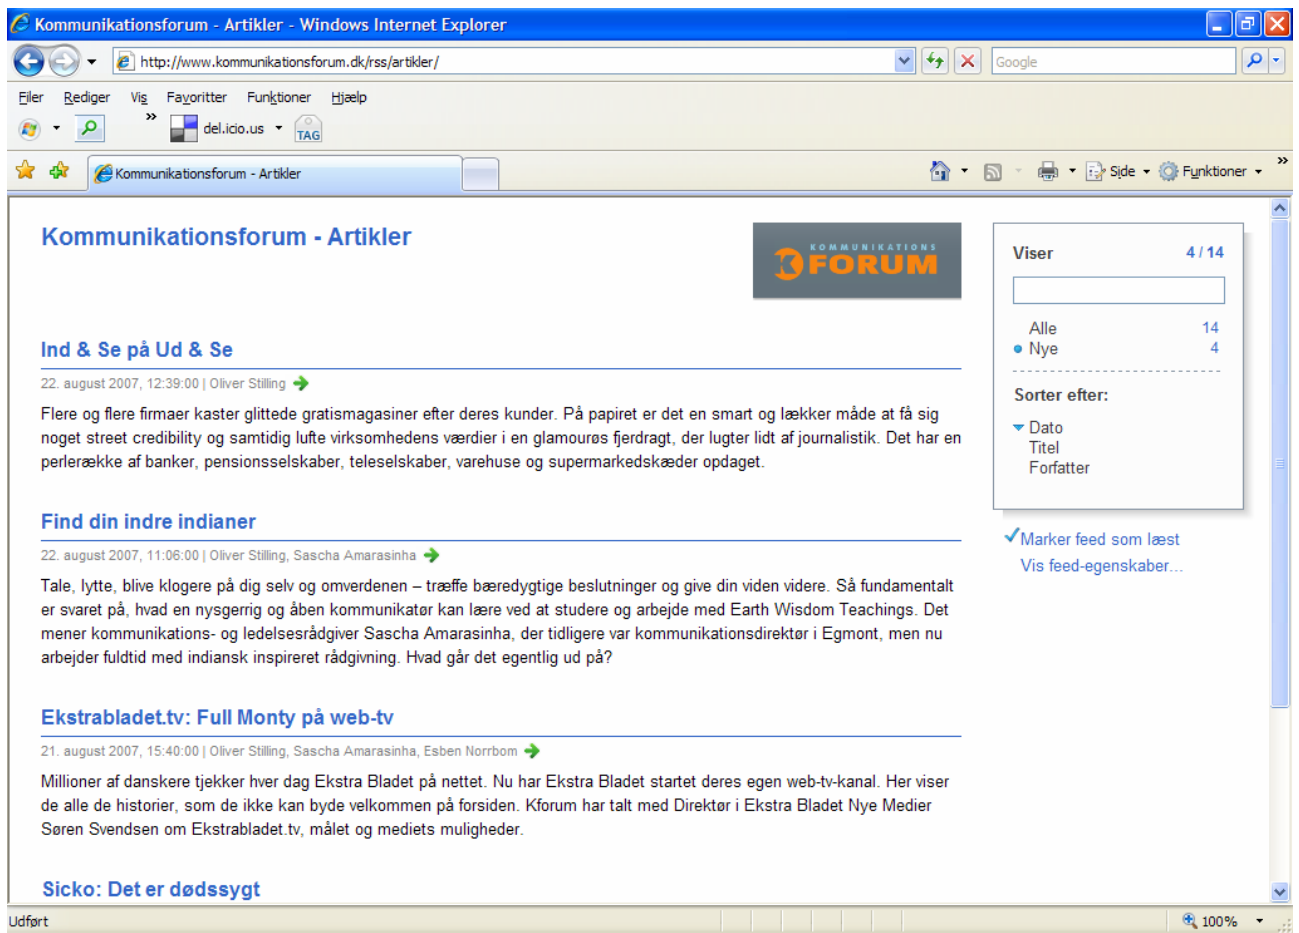 Kommunikationsforum - Artikler - Windows Internet Explorer
http://www.kommunikationsforum.dk/rss/artikler/
Google
Filer Rediger Vis Favoritter Funktioner Hjælp
» del.icio.us TAG
Kommunikationsforum - Artikler
Side Funktioner »
Kommunikationsforum - Artikler
KOMMUNIKATIONS
FORUM
Viser 4 / 14
Alle 14
Nye 4
Sorter efter:
Dato
Titel
Forfatter
Marker feed som læst
Vis feed-egenskaber...
Ind & Se på Ud & Se
22. august 2007, 12:39:00 | Oliver Stilling
Flere og flere firmaer kaster glittede gratismagasiner efter deres kunder. På papiret er det en smart og lækker måde at få sig
noget street credibility og samtidig lufte virksomhedens værdier i en glamourøs fjerdragt, der lugter lidt af journalistik. Det har en
perlerække af banker, pensionsselskaber, teleselskaber, varehuse og supermarkedskæder opdaget.
Find din indre indianer
22. august 2007, 11:06:00 | Oliver Stilling, Sascha Amarasinha
Tale, lytte, blive klogere på dig selv og omverdenen – træffe bæredygtige beslutninger og give din viden videre. Så fundamentalt
er svaret på, hvad en nysgerrig og åben kommunikatør kan lære ved at studere og arbejde med Earth Wisdom Teachings. Det
mener kommunikations- og ledelsesrådgiver Sascha Amarasinha, der tidligere var kommunikationsdirektør i Egmont, men nu
arbejder fuldtid med indiansk inspireret rådgivning. Hvad går det egentlig ud på?
Ekstrabladet.tv: Full Monty på web-tv
21. august 2007, 15:40:00 | Oliver Stilling, Sascha Amarasinha, Esben Norrbom
Millioner af danskere tjekker hver dag Ekstra Bladet på nettet. Nu har Ekstra Bladet startet deres egen web-tv-kanal. Her viser
de alle de historier, som de ikke kan byde velkommen på forsiden. Kforum har talt med Direktør i Ekstra Bladet Nye Medier
Søren Svendsen om Ekstrabladet.tv, målet og mediets muligheder.
Sicko: Det er dødssygt
Udført
100%